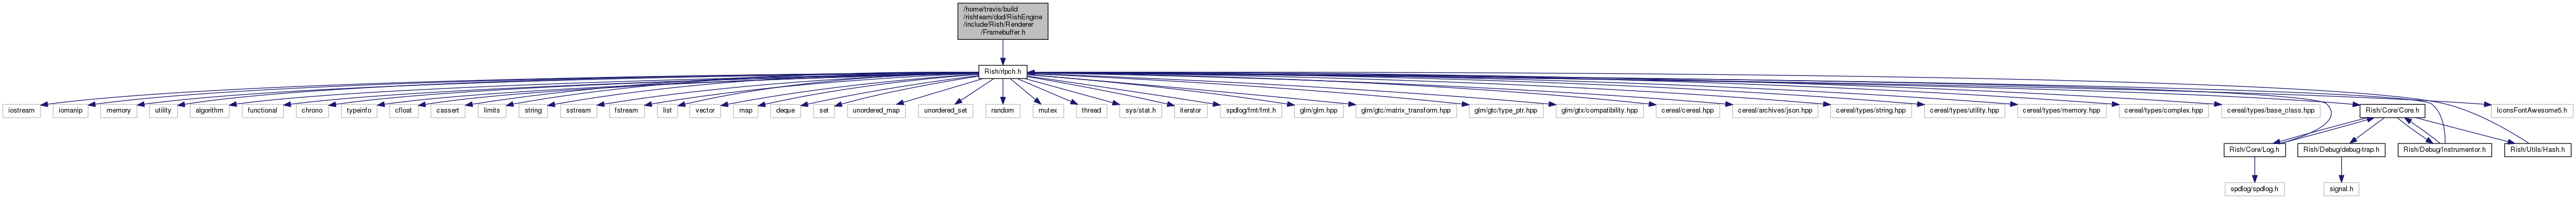 /home/travis/build
/rishteam/dod/RishEngine
/include/Rish/Renderer
/Framebuffer.h
Rish/rlpch.h
iostream
iomanip
memory
utility
algorithm
functional
chrono
typeinfo
cfloat
cassert
limits
string
sstream
fstream
list
vector
map
deque
set
unordered_map
unordered_set
random
mutex
thread
sys/stat.h
iterator
spdlog/fmt/fmt.h
glm/glm.hpp
glm/gtc/matrix_transform.hpp
glm/gtc/type_ptr.hpp
glm/gtx/compatibility.hpp
cereal/cereal.hpp
cereal/archives/json.hpp
cereal/types/string.hpp
cereal/types/utility.hpp
cereal/types/memory.hpp
cereal/types/complex.hpp
cereal/types/base_class.hpp
Rish/Core/Core.h
IconsFontAwesome5.h
Rish/Core/Log.h
Rish/Debug/debug-trap.h
Rish/Debug/Instrumentor.h
Rish/Utils/Hash.h
spdlog/spdlog.h
signal.h